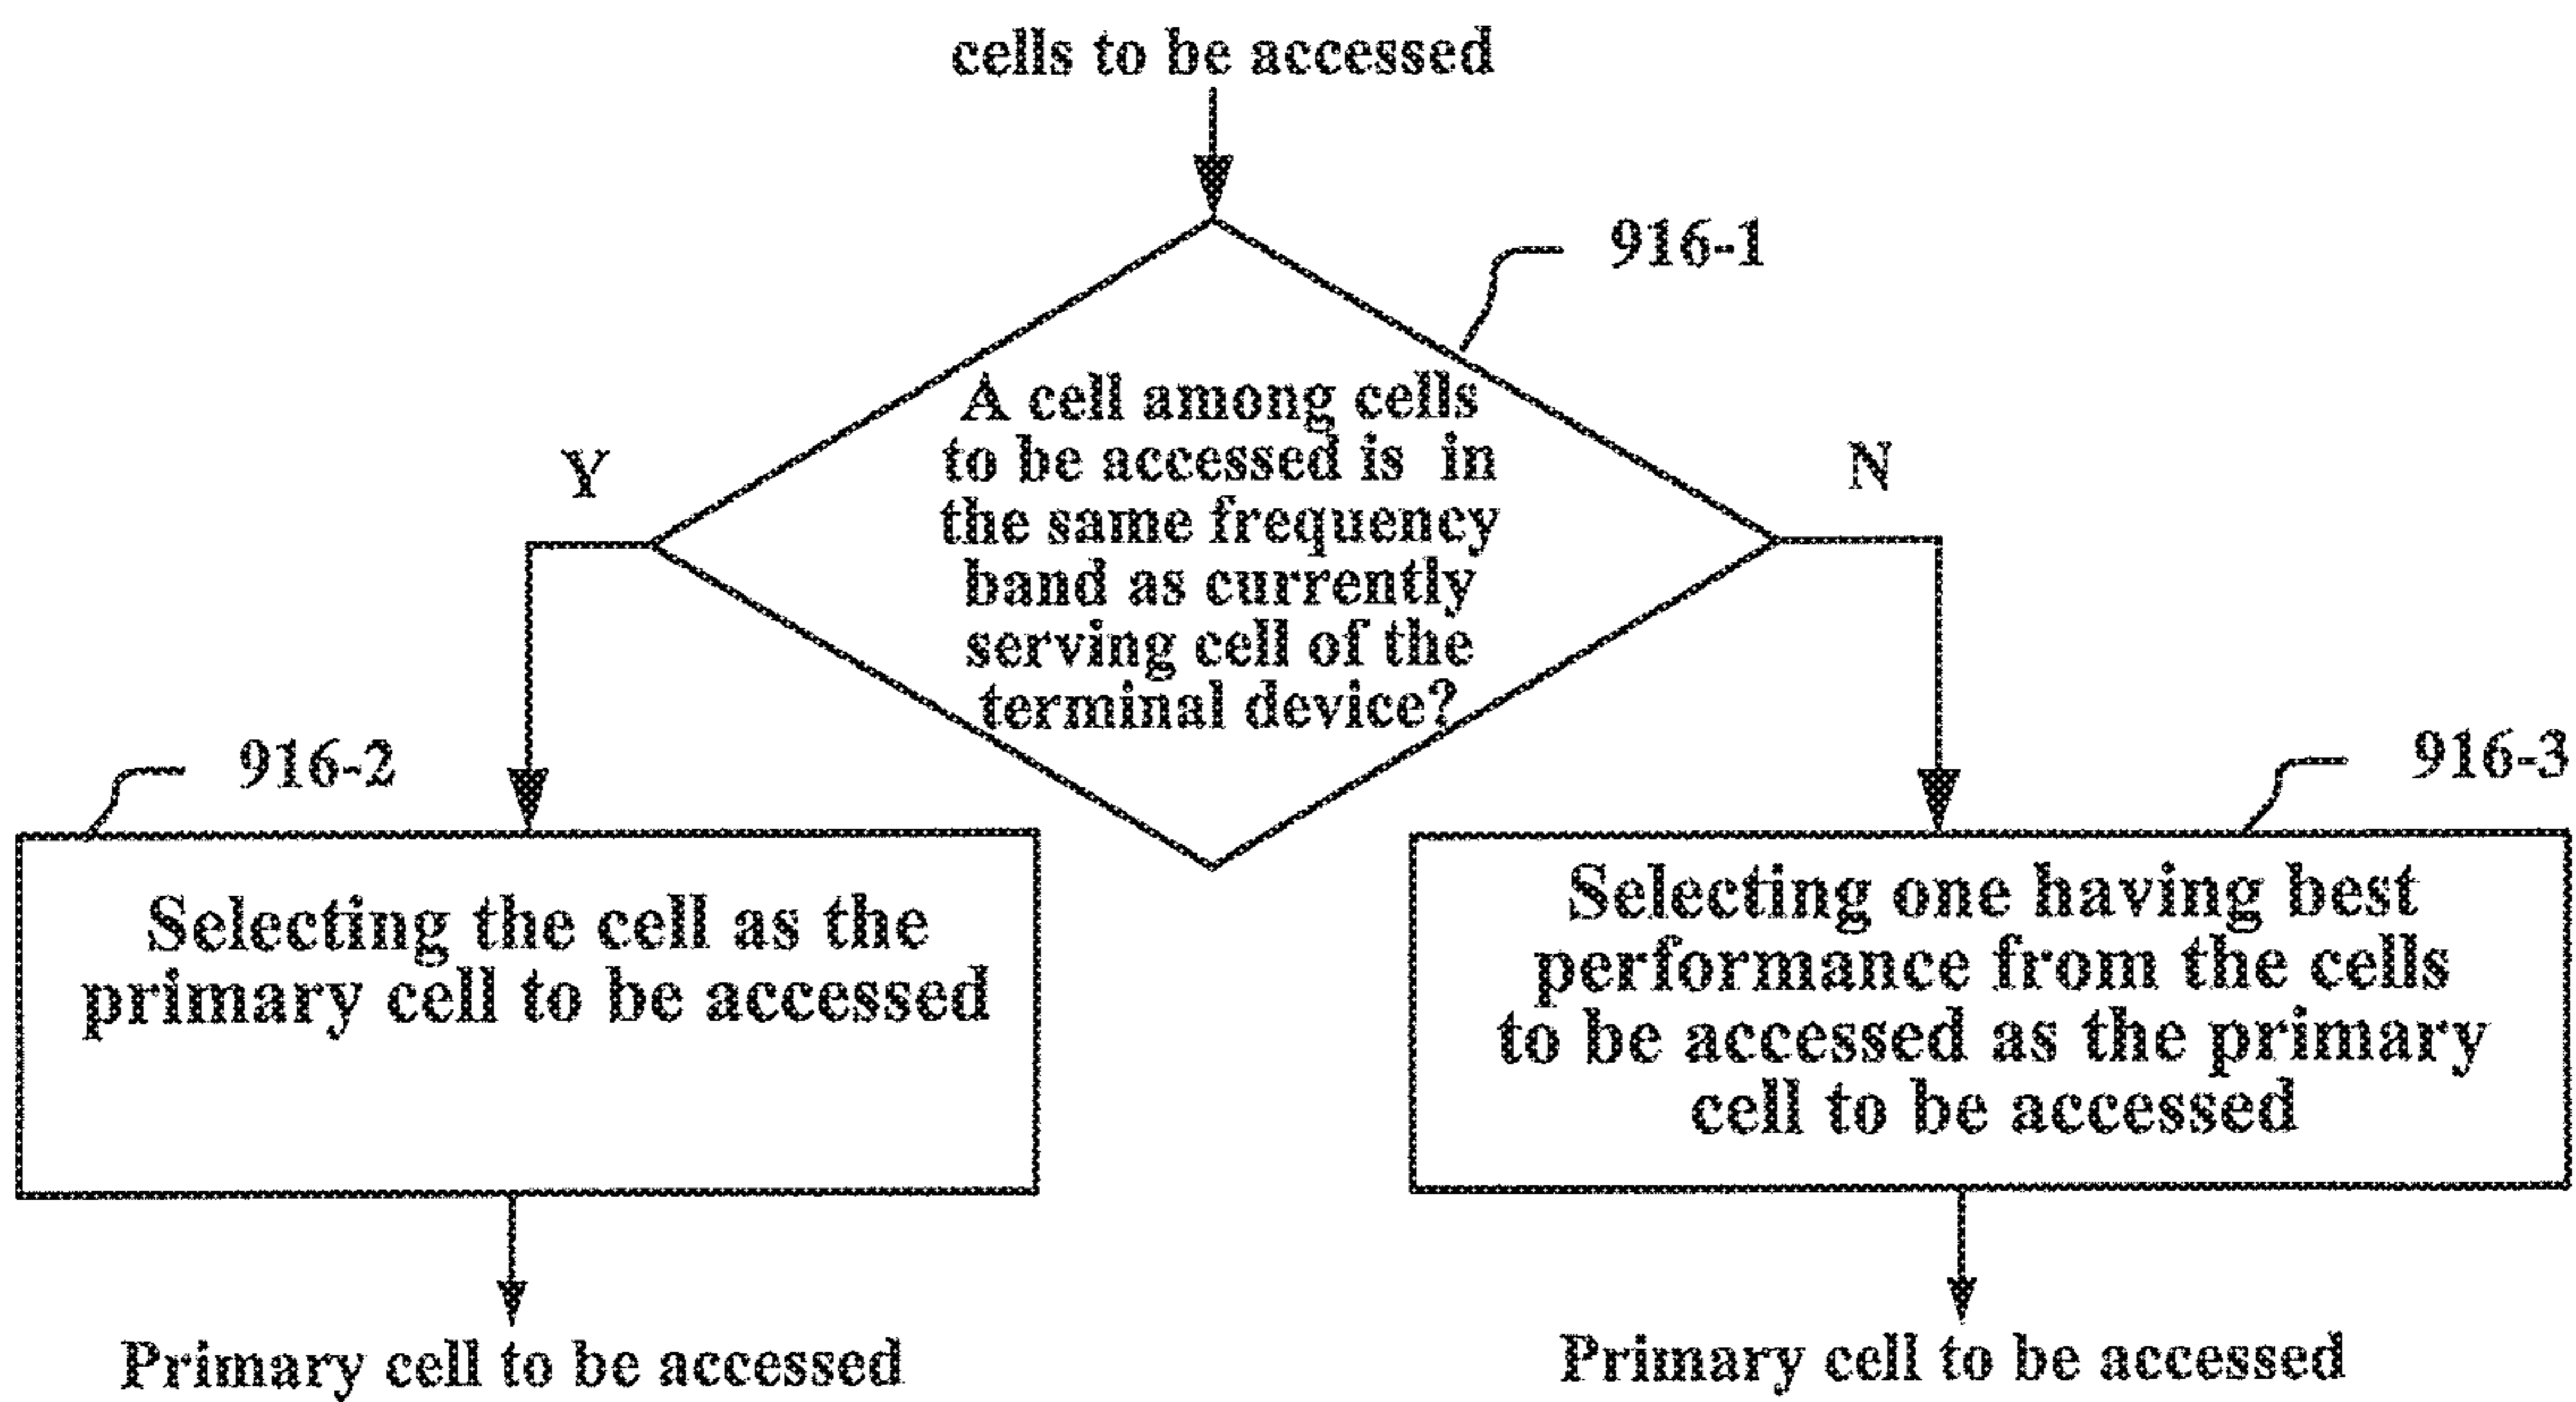 cells to be accessed
916-1
A cell among cells
to be accessed is in
the same frequency
band as currently
serving cell of the
terminal device?
Y
N
916-2
916-3
Selecting the cell as the
primary cell to be accessed
Selecting one having best
performance from the cells
to be accessed as the primary
cell to be accessed
Primary cell to be accessed
Primary cell to be accessed